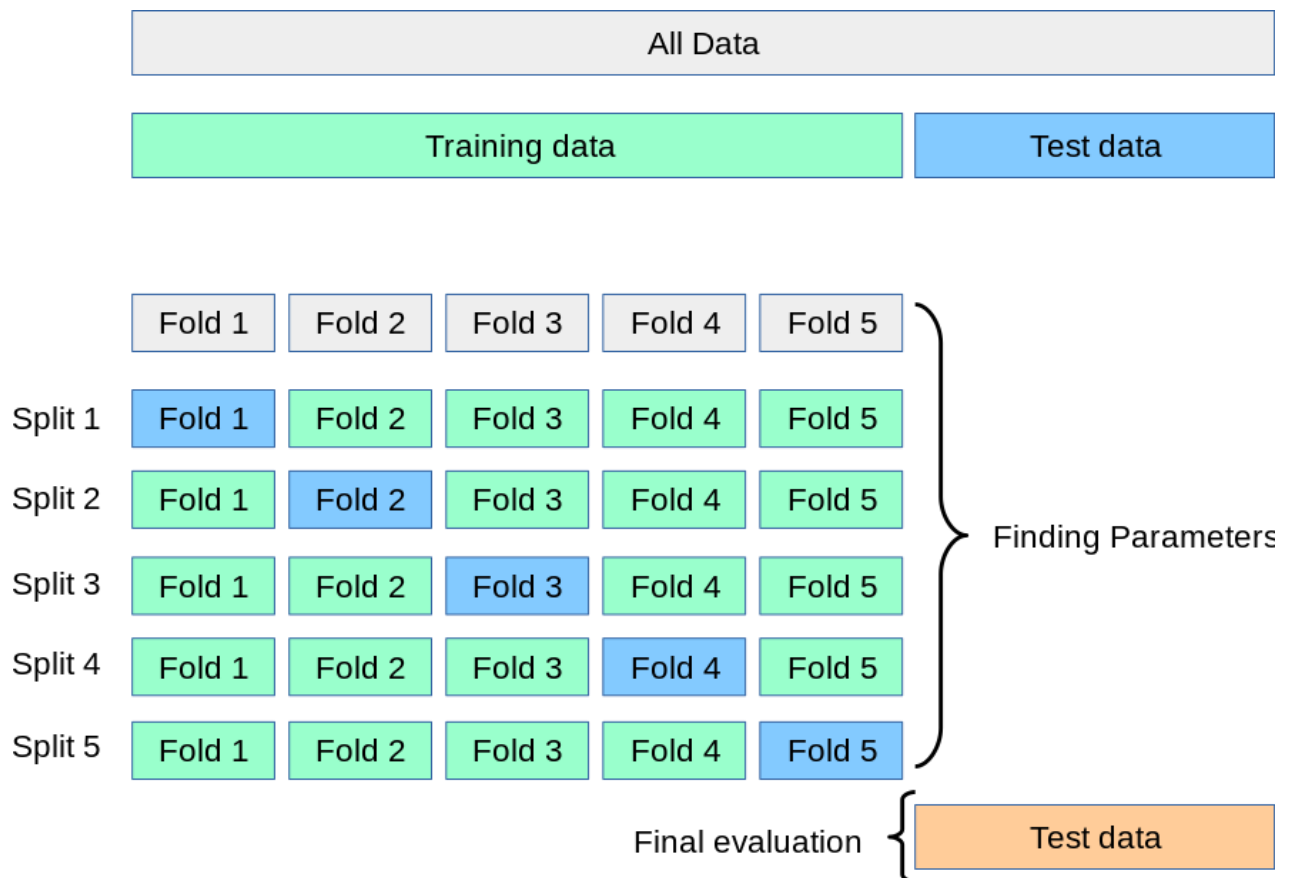 All Data
Training data Test data
Fold 1 Fold 2 Fold 3 Fold 4 Fold 5
Split 1 Fold 1 Fold 2 Fold 3 Fold 4 Fold 5
Split 2 Fold 1 Fold 2 Fold 3 Fold 4 Fold 5
Finding Parameters
Split 3 Fold 1 Fold 2 Fold 3 Fold 4 Fold 5
Split 4 Fold 1 Fold 2 Fold 3 Fold 4 Fold 5
Split 5 Fold 1 Fold 2 Fold 3 Fold 4 Fold 5
Final evaluation Test data